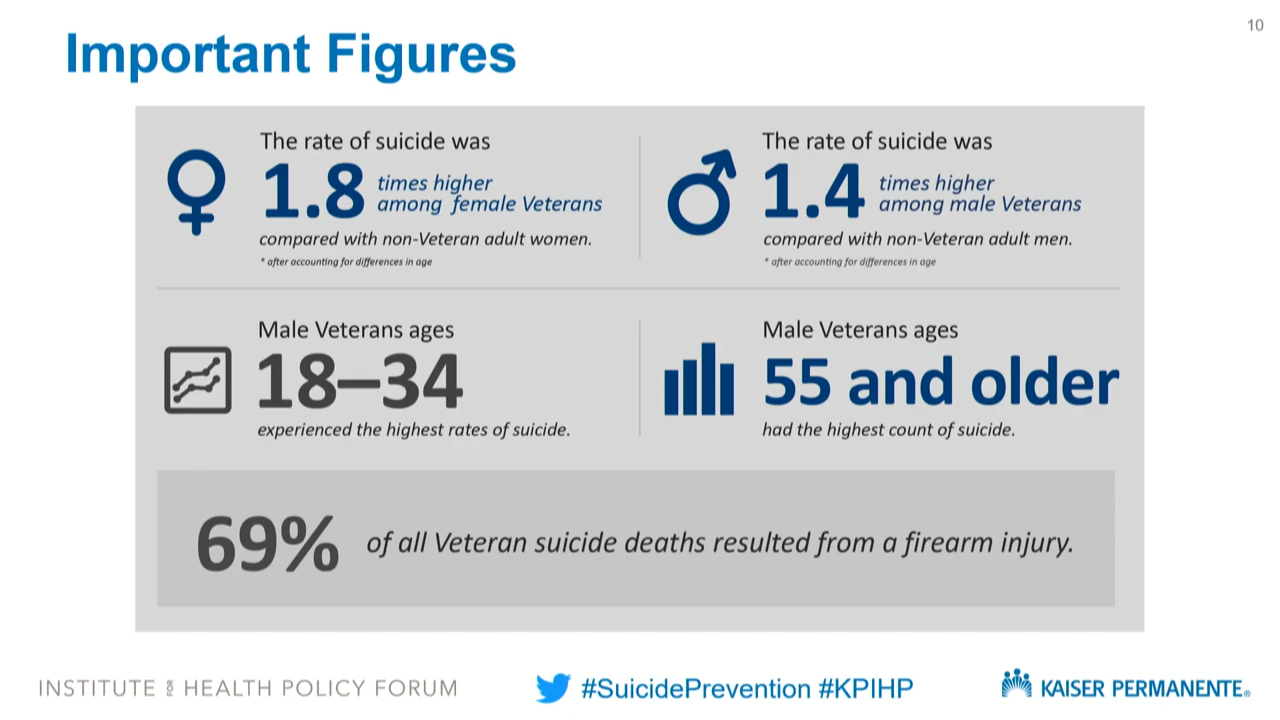 10
Important Figures
The rate of suicide was
1.8 times higher
among female Veterans
compared with non-Veteran adult women.
* after accounting for differences in age
The rate of suicide was
1.4 times higher
among male Veterans
compared with non-Veteran adult men.
* after accounting for differences in age
Male Veterans ages
18–34
experienced the highest rates of suicide.
Male Veterans ages
55 and older
had the highest count of suicide.
69% of all Veteran suicide deaths resulted from a firearm injury.
INSTITUTE FOR HEALTH POLICY FORUM
#SuicidePrevention #KPIHP
KAISER PERMANENTE®